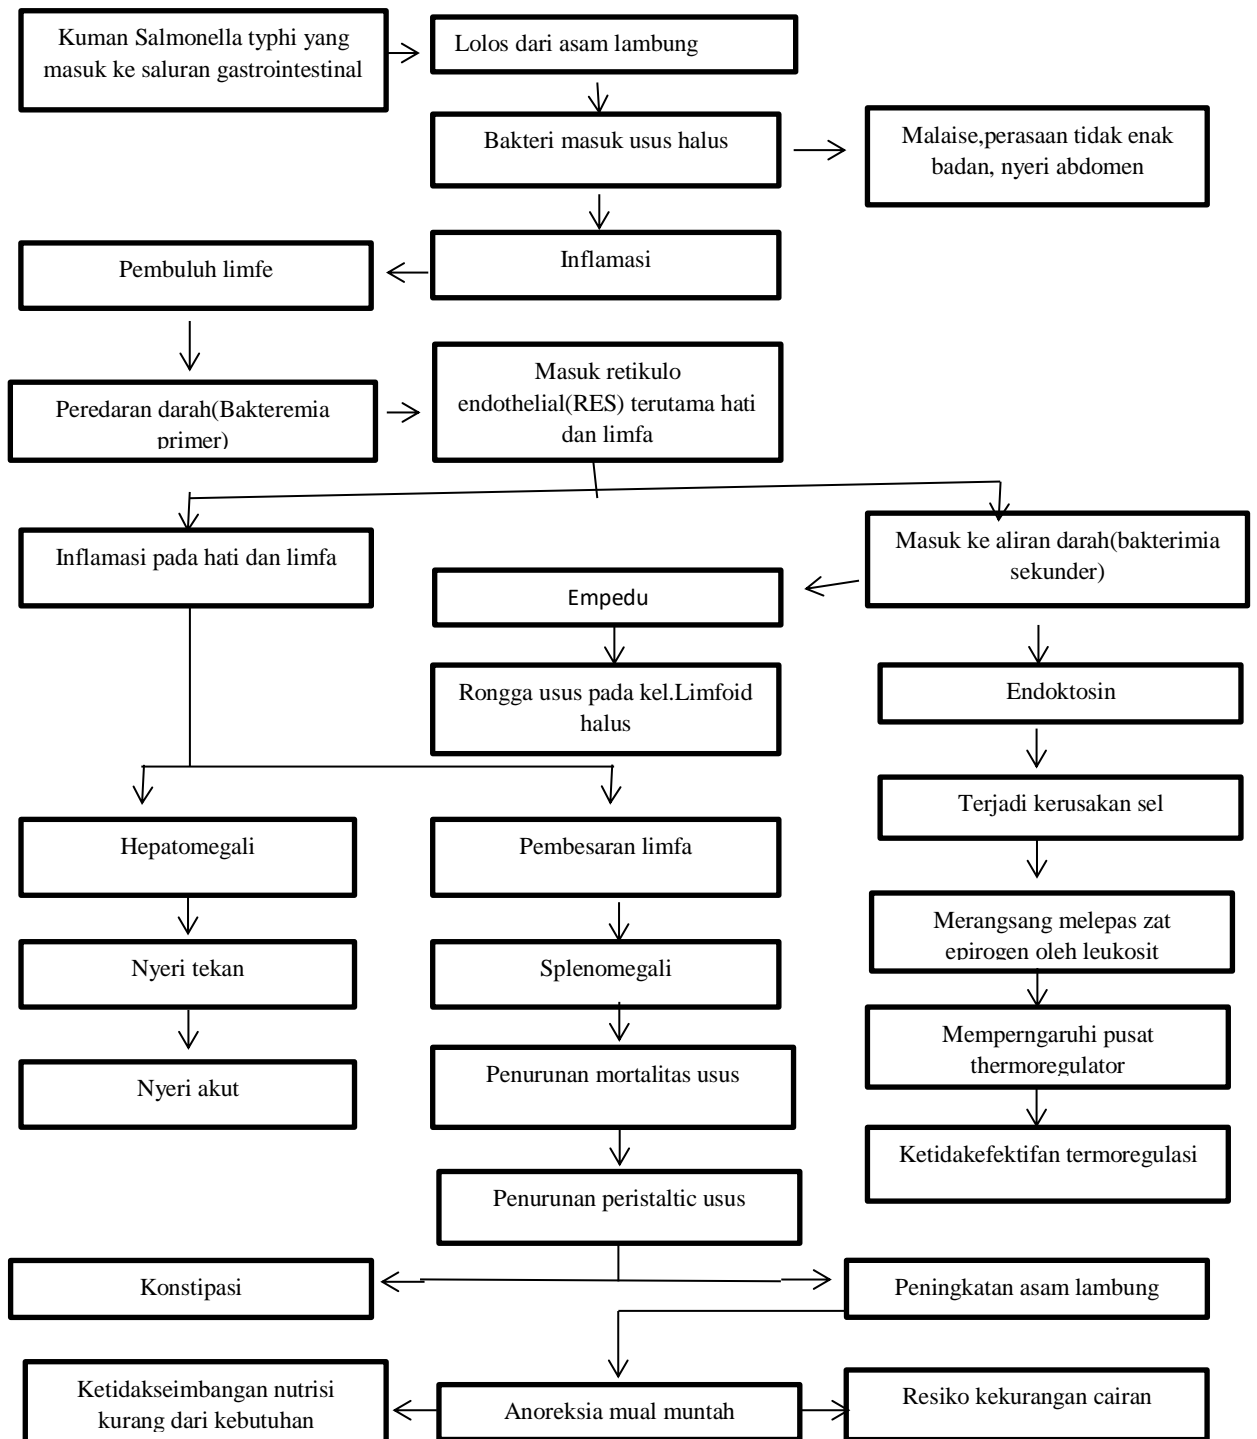 Kuman Salmonella typhi yang
masuk ke saluran gastrointestinal
Lolos dari asam lambung
Bakteri masuk usus halus
Malaise,perasaan tidak enak
badan, nyeri abdomen
Inflamasi
Pembuluh limfe
Peredaran darah(Bakteremia
primer)
Masuk retikulo
endothelial(RES) terutama hati
dan limfa
Inflamasi pada hati dan limfa
Masuk ke aliran darah(bakterimia
sekunder)
Empedu
Rongga usus pada kel.Limfoid
halus
Endoktosin
Terjadi kerusakan sel
Hepatomegali
Pembesaran limfa
Merangsang melepas zat
epirogen oleh leukosit
Nyeri tekan
Splenomegali
Memperngaruhi pusat
thermoregulator
Nyeri akut
Penurunan mortalitas usus
Ketidakefektifan termoregulasi
Penurunan peristaltic usus
Konstipasi
Peningkatan asam lambung
Ketidakseimbangan nutrisi
kurang dari kebutuhan
Anoreksia mual muntah
Resiko kekurangan cairan